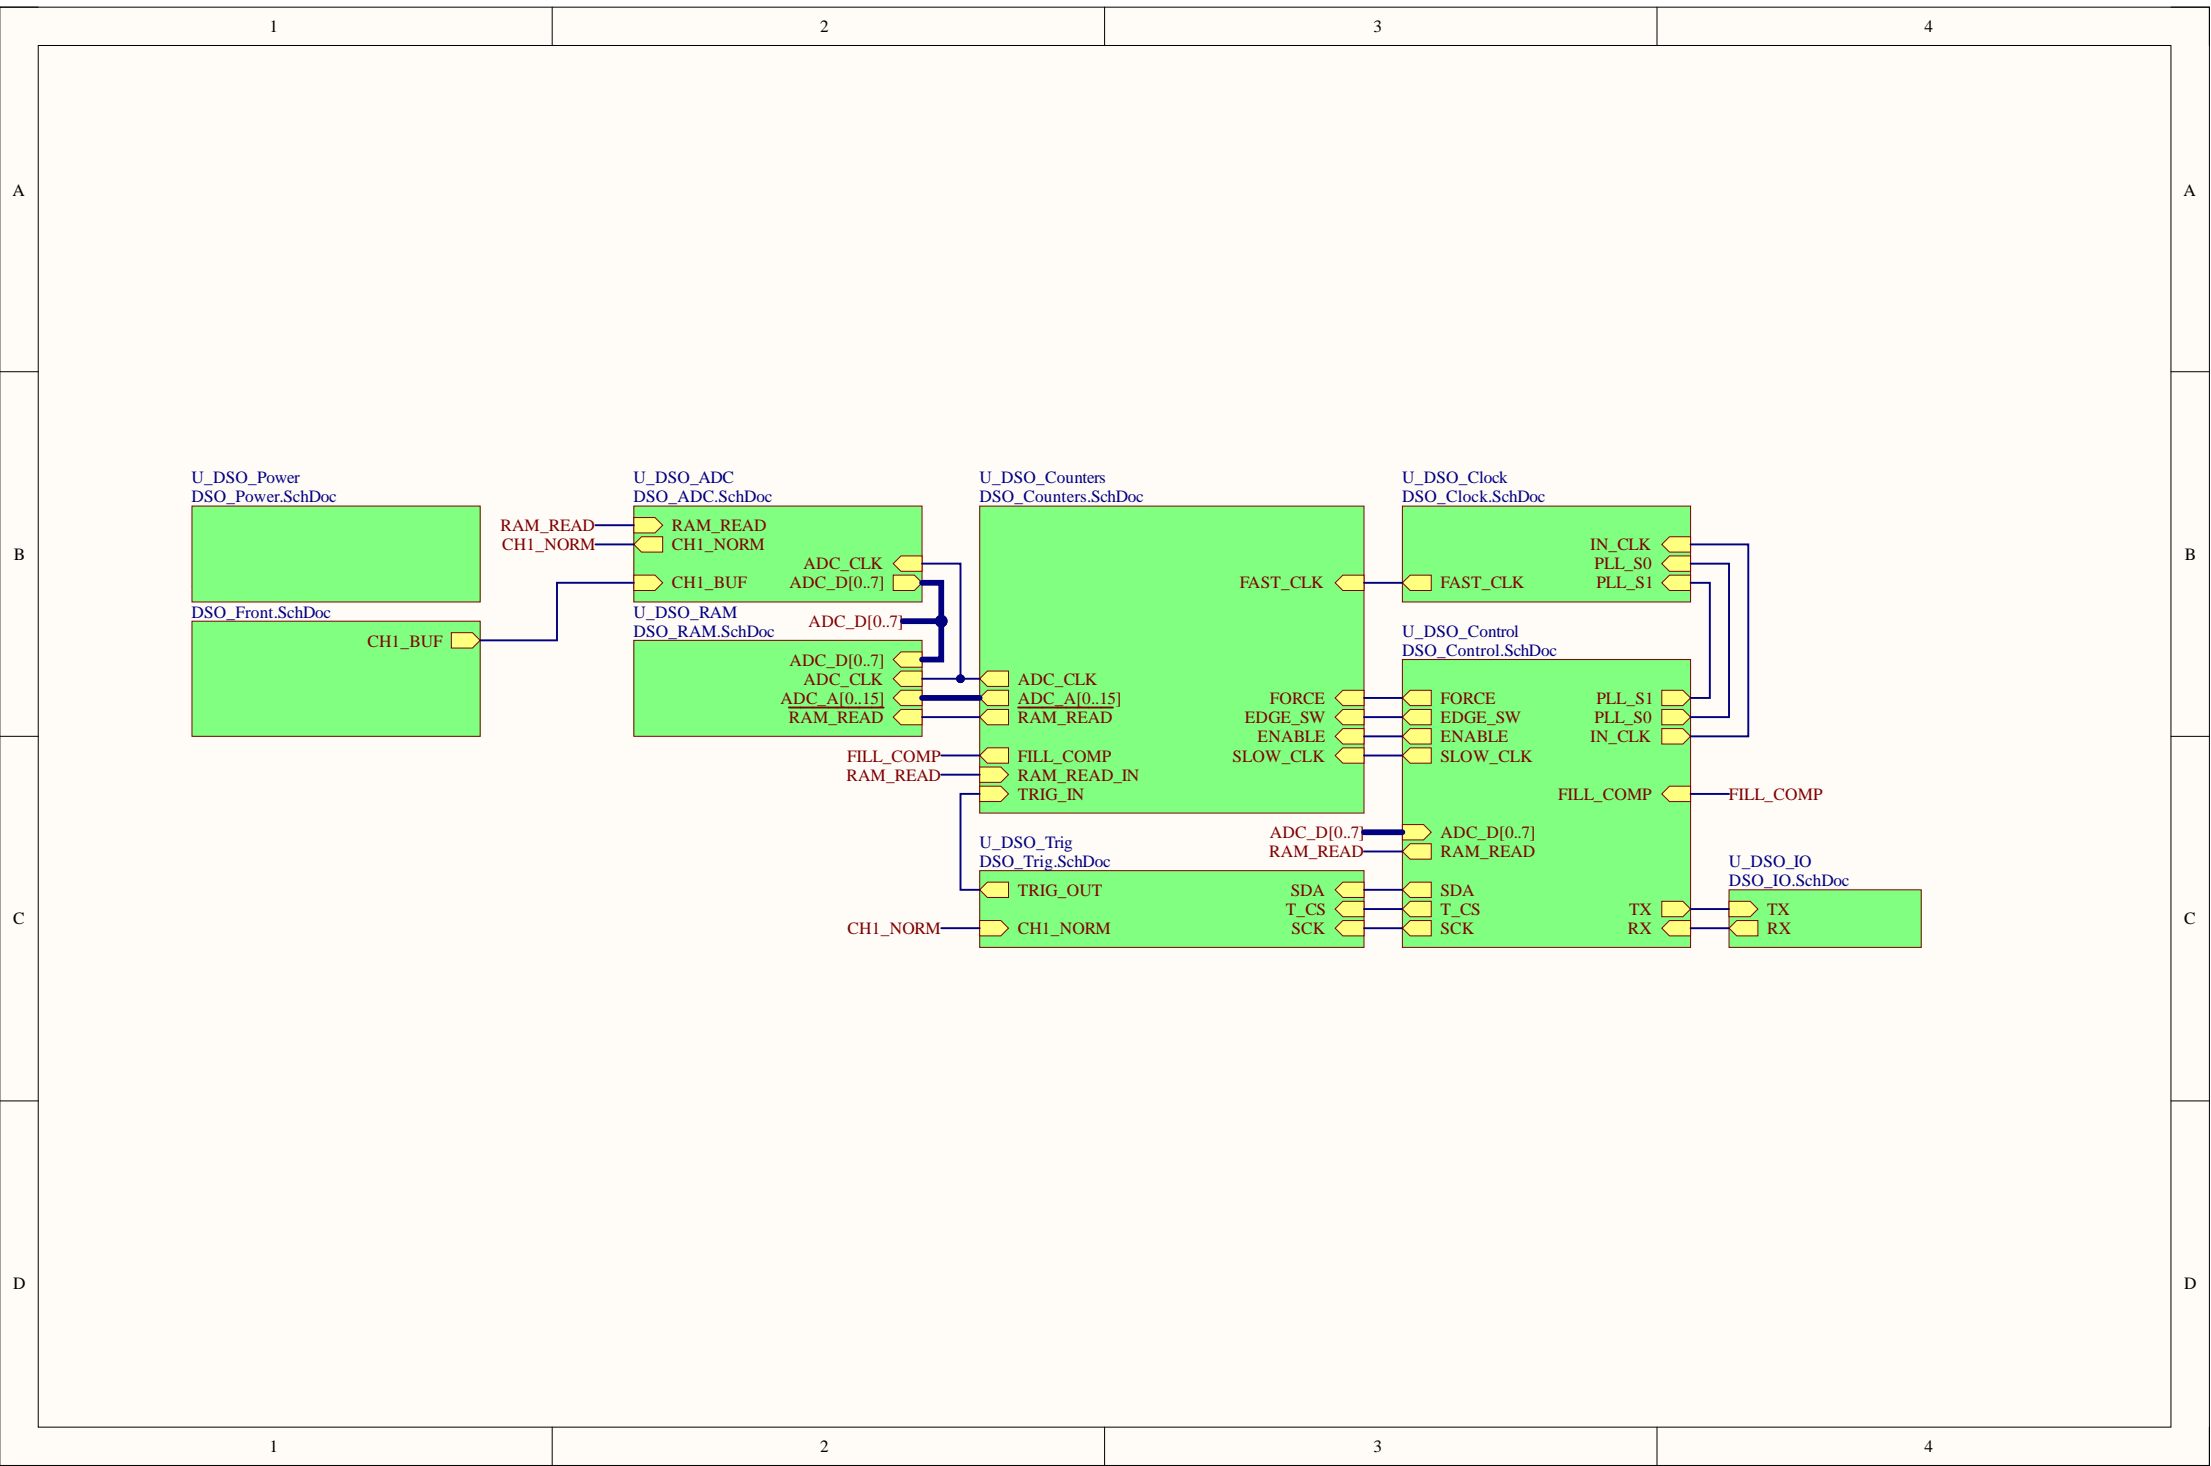 1 2 3 4
A A
B B
C C
D D
U_DSO_Power
DSO_Power.SchDoc
DSO_Front.SchDoc
CH1_BUF
U_DSO_ADC
DSO_ADC.SchDoc
RAM_READ RAM_READ
CH1_NORM CH1_NORM
ADC_CLK
CH1_BUF ADC_D[0..7]
U_DSO_RAM
DSO_RAM.SchDoc
ADC_D[0..7]
ADC_D[0..7]
ADC_CLK
ADC_A[0..15]
RAM_READ
U_DSO_Counters
DSO_Counters.SchDoc
FAST_CLK
ADC_CLK
ADC_A[0..15] FORCE
RAM_READ EDGE_SW
ENABLE
FILL_COMP FILL_COMP SLOW_CLK
RAM_READ RAM_READ_IN
TRIG_IN
U_DSO_Trig
DSO_Trig.SchDoc
TRIG_OUT SDA
T_CS
CH1_NORM CH1_NORM SCK
U_DSO_Clock
DSO_Clock.SchDoc
IN_CLK
PLL_S0
FAST_CLK PLL_S1
U_DSO_Control
DSO_Control.SchDoc
FORCE PLL_S1
EDGE_SW PLL_S0
ENABLE IN_CLK
SLOW_CLK
FILL_COMP FILL_COMP
ADC_D[0..7] ADC_D[0..7]
RAM_READ RAM_READ
SDA
T_CS TX
SCK RX
U_DSO_IO
DSO_IO.SchDoc
TX
RX
1 2 3 4